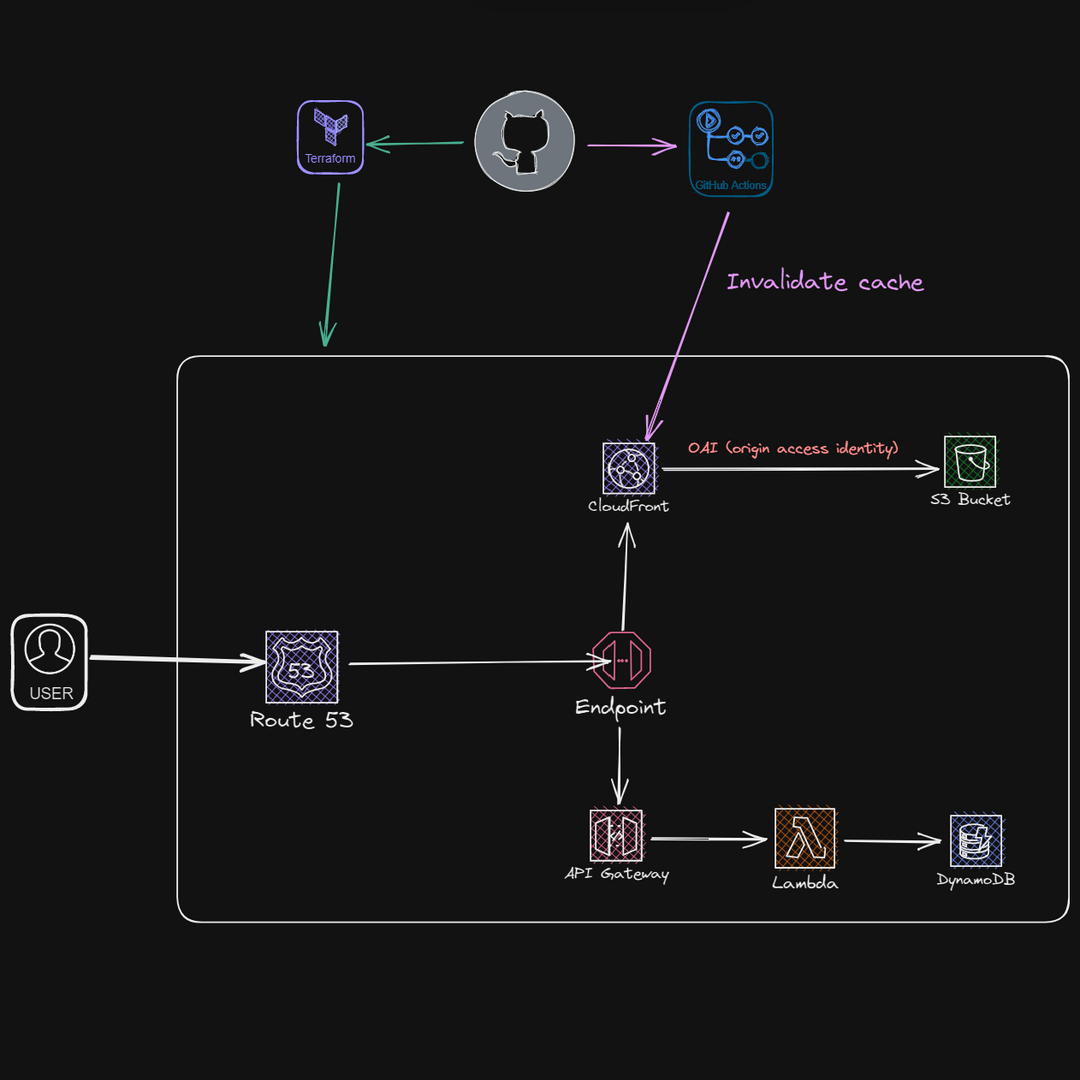 Terraform
GitHub Actions
Invalidate cache
OAI (origin access identity)
CloudFront
S3 Bucket
USER
53
Route 53
Endpoint
API Gateway
Lambda
DynamoDB